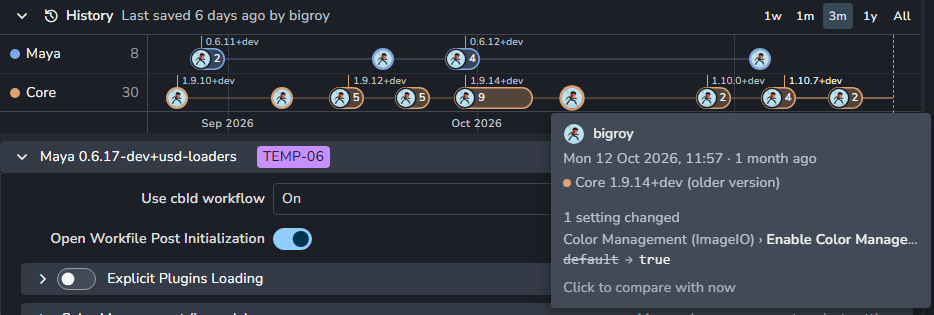 History Last saved 6 days ago by bigroy 1w 1m 3m 1y All
0.6.11+dev 0.6.12+dev
Maya 8 2 4
1.9.10+dev 1.9.12+dev 1.9.14+dev 1.10.0+dev 1.10.7+dev
Core 30 5 5 9 2 4 2
Sep 2026 Oct 2026
Maya 0.6.17-dev+usd-loaders TEMP-06
Use cbId workflow On
Open Workfile Post Initialization
Explicit Plugins Loading
bigroy
Mon 12 Oct 2026, 11:57 · 1 month ago
Core 1.9.14+dev (older version)
1 setting changed
Color Management (ImageIO) › Enable Color Manage...
default → true
Click to compare with now